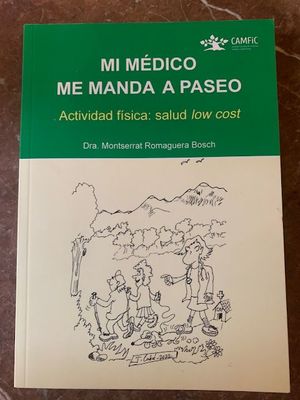 CAMFiC
MI MÉDICO
ME MANDA A PASEO
Actividad física: salud low cost
Dra. Montserrat Romaguera Bosch